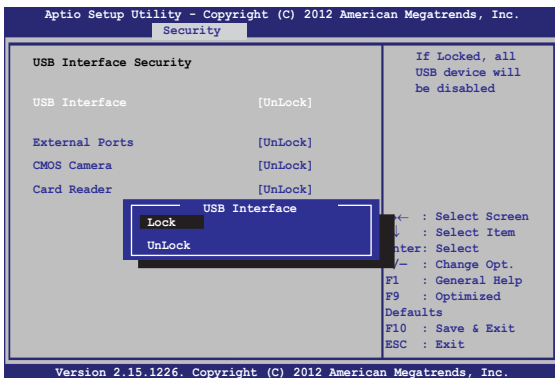 Aptio Setup Utility - Copyright (C) 2012 American Megatrends, Inc.
Security
USB Interface Security
USB Interface [UnLock]
External Ports [UnLock]
CMOS Camera [UnLock]
Card Reader [UnLock]
USB Interface
Lock
UnLock
If Locked, all
USB device will
be disabled
← : Select Screen
↓ : Select Item
nter: Select
/— : Change Opt.
F1 : General Help
F9 : Optimized
Defaults
F10 : Save & Exit
ESC : Exit
Version 2.15.1226. Copyright (C) 2012 American Megatrends, Inc.